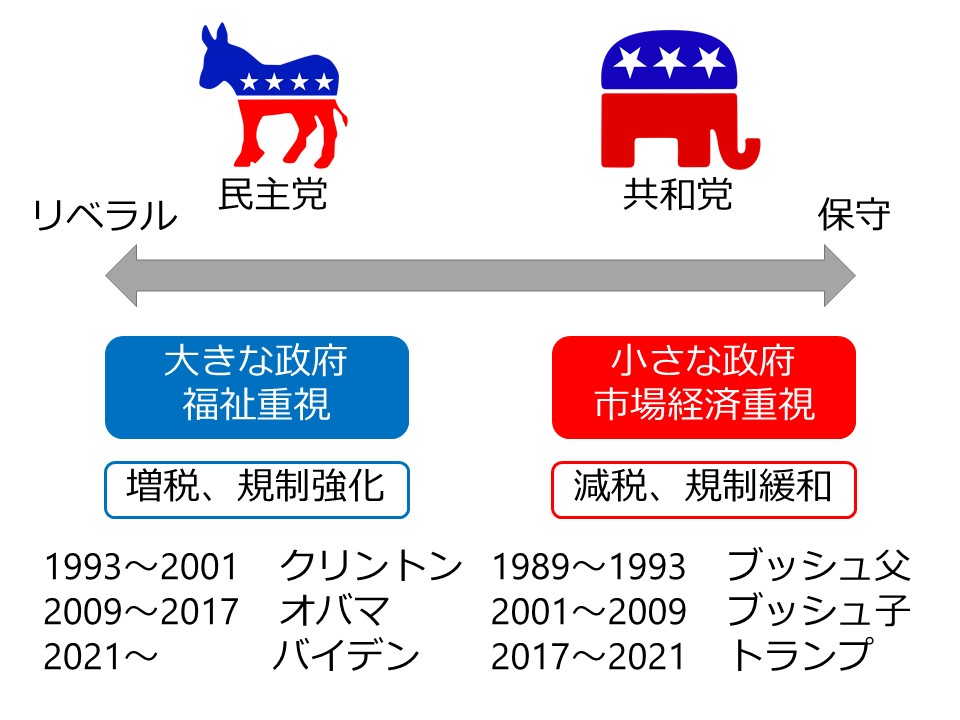 民主党
共和党
リベラル
保守
大きな政府
福祉重視
小さな政府
市場経済重視
増税、規制強化
減税、規制緩和
1993～2001 クリントン
2009～2017 オバマ
2021～ バイデン
1989～1993 ブッシュ父
2001～2009 ブッシュ子
2017～2021 トランプ